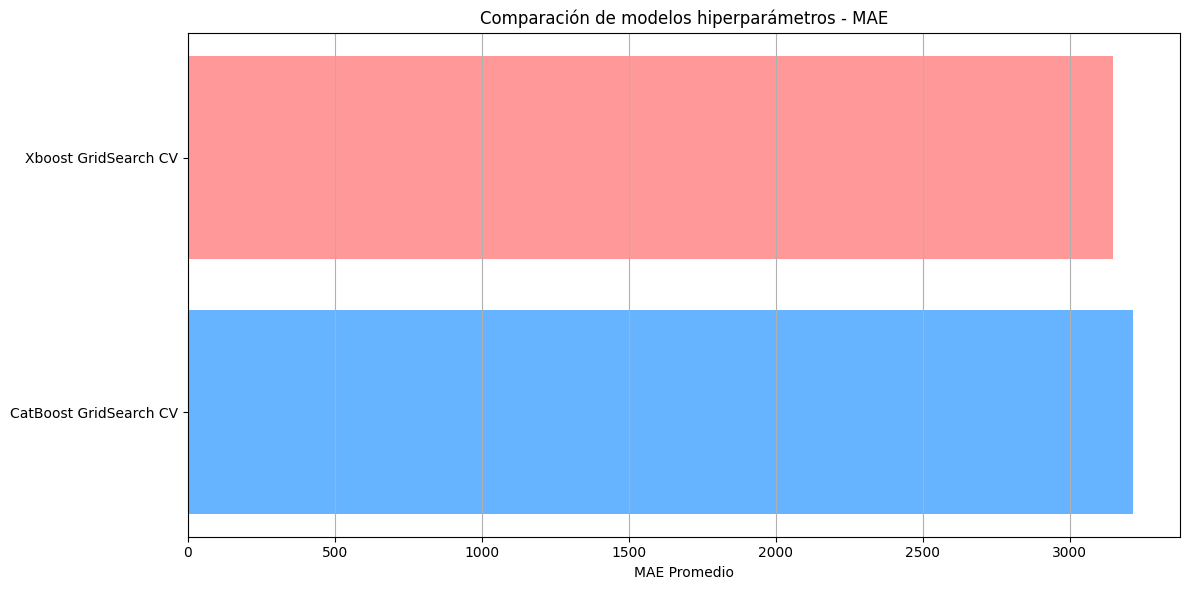 Comparación de modelos hiperparámetros - MAE
Xboost GridSearch CV
CatBoost GridSearch CV
0 500 1000 1500 2000 2500 3000
MAE Promedio